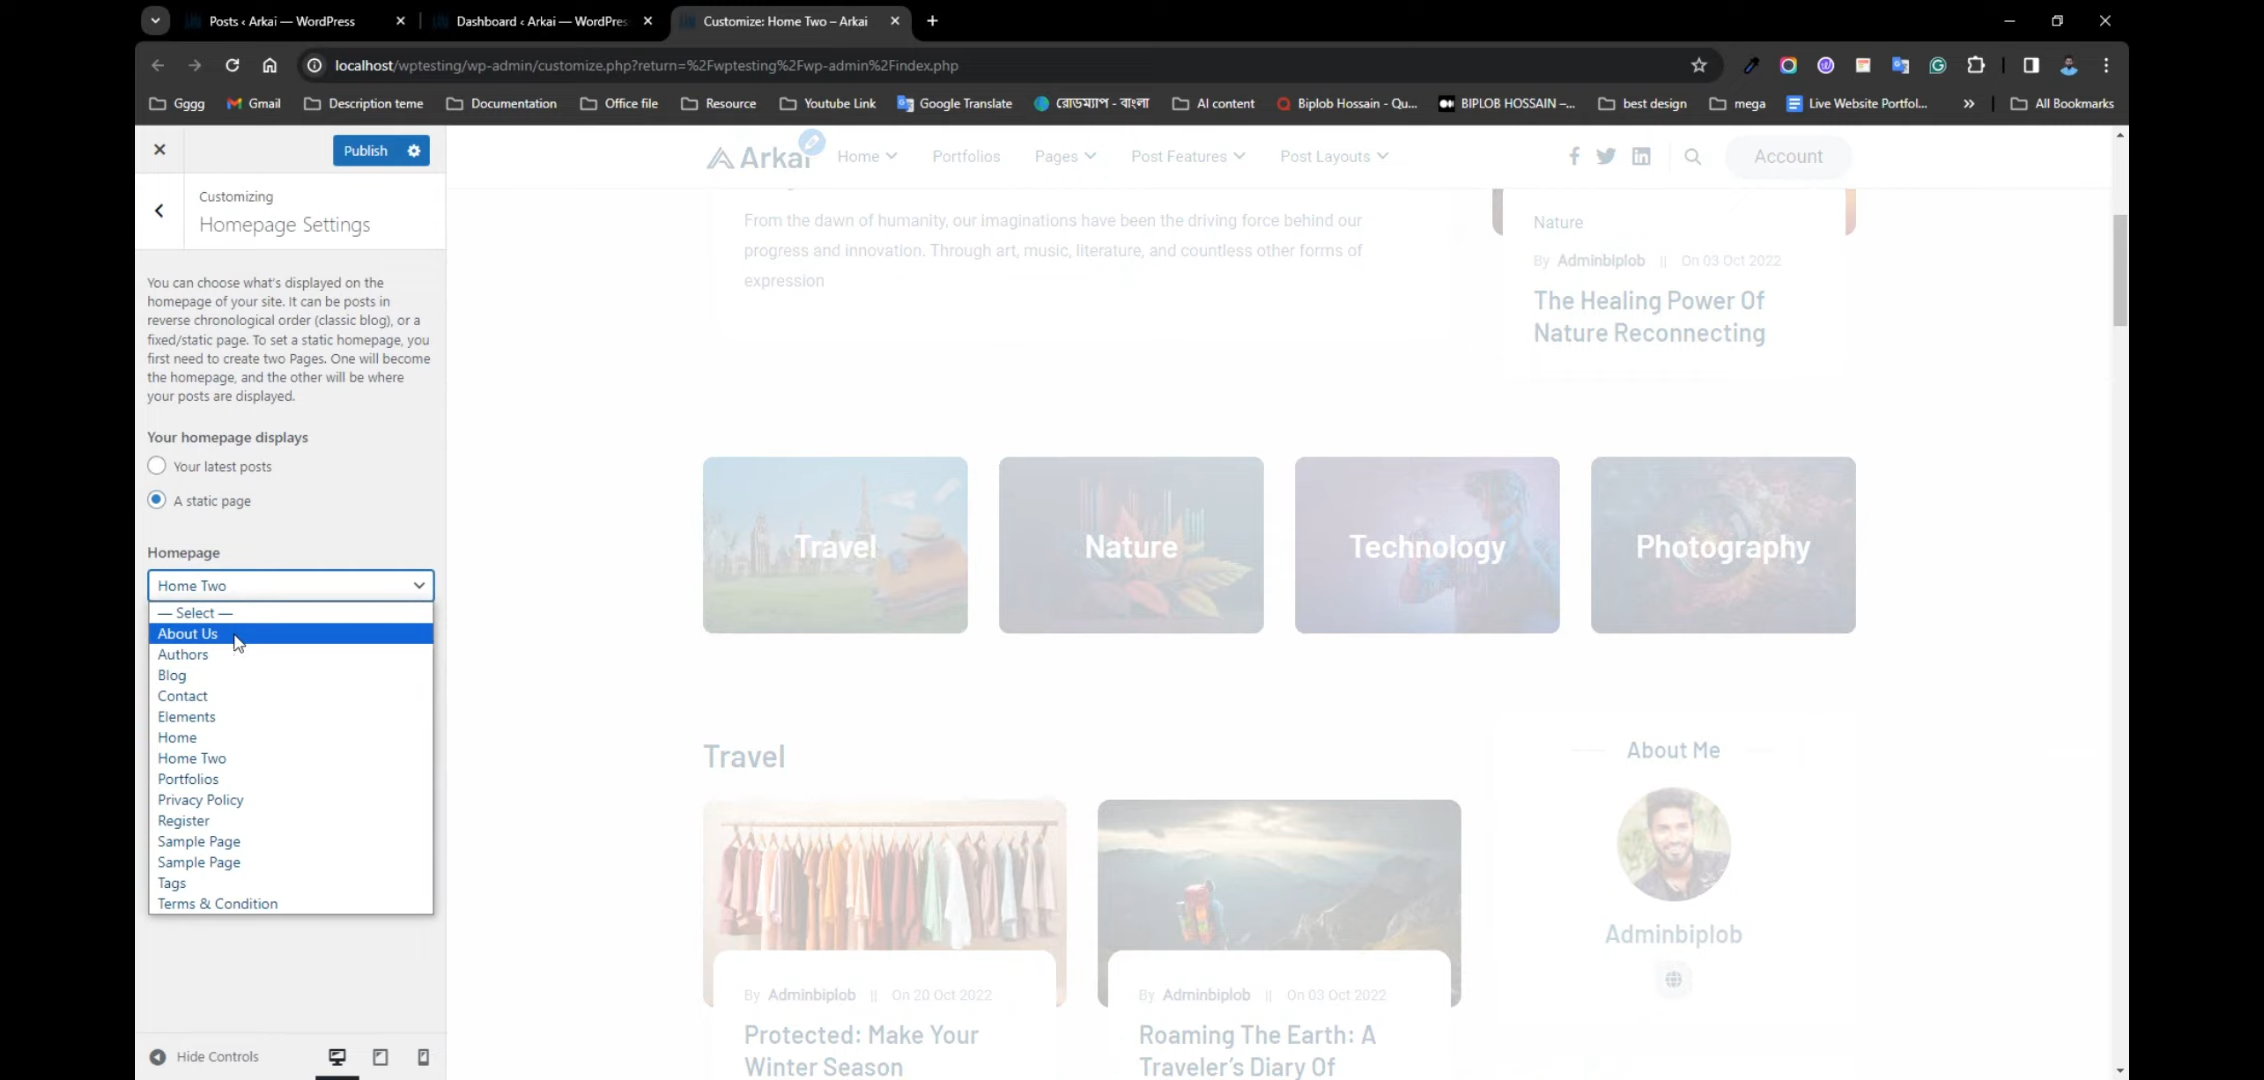 Posts ‹ Arkai — WordPress
Dashboard ‹ Arkai — WordPres
Customize: Home Two – Arkai
localhost/wptesting/wp-admin/customize.php?return=%2Fwptesting%2Fwp-admin%2Findex.php
Gggg
Gmail
Description teme
Documentation
Office file
Resource
Youtube Link
Google Translate
রোডম্যাপ - বাংলা
AI content
Biplob Hossain - Qu...
BIPLOB HOSSAIN –...
best design
mega
Live Website Portfol...
»
All Bookmarks
Publish
Customizing
Homepage Settings
You can choose what's displayed on the
homepage of your site. It can be posts in
reverse chronological order (classic blog), or a
fixed/static page. To set a static homepage, you
first need to create two Pages. One will become
the homepage, and the other will be where
your posts are displayed.
Your homepage displays
Your latest posts
A static page
Homepage
Home Two
— Select —
About Us
Authors
Blog
Contact
Elements
Home
Home Two
Portfolios
Privacy Policy
Register
Sample Page
Sample Page
Tags
Terms & Condition
Hide Controls
Arkai
Home
Portfolios
Pages
Post Features
Post Layouts
Account
From the dawn of humanity, our imaginations have been the driving force behind our
progress and innovation. Through art, music, literature, and countless other forms of
expression
Nature
By Adminbiplob || On 03 Oct 2022
The Healing Power Of
Nature Reconnecting
Travel
Nature
Technology
Photography
Travel
By Adminbiplob || On 20 Oct 2022
Protected: Make Your
Winter Season
By Adminbiplob || On 03 Oct 2022
Roaming The Earth: A
Traveler's Diary Of
About Me
Adminbiplob